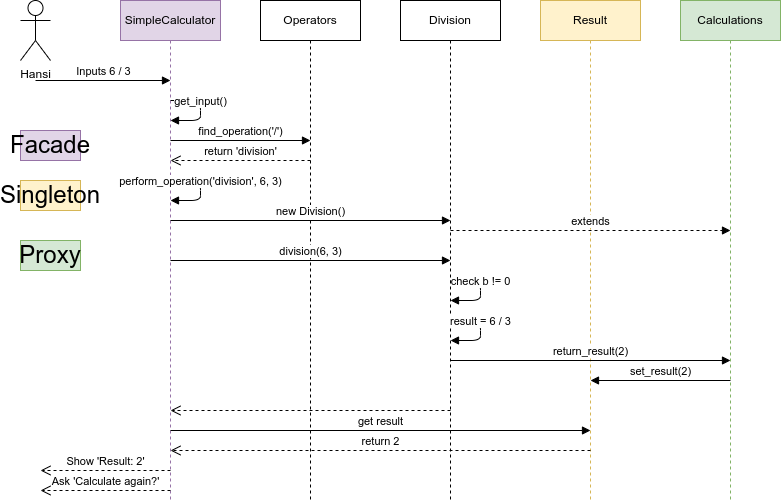 SimpleCalculator
Operators
Division
Result
Calculations
Hansi
Inputs 6 / 3
get_input()
find_operation('/')
Facade
return 'division'
perform_operation('division', 6, 3)
Singleton
new Division()
extends
Proxy
division(6, 3)
check b != 0
result = 6 / 3
return_result(2)
set_result(2)
get result
return 2
Show 'Result: 2'
Ask 'Calculate again?'